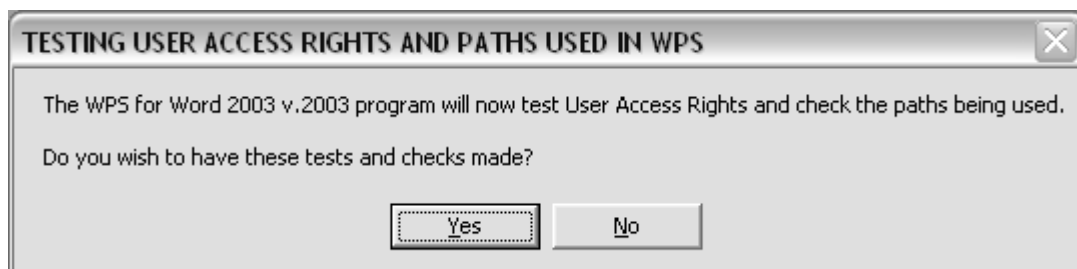 TESTING USER ACCESS RIGHTS AND PATHS USED IN WPS
The WPS for Word 2003 v.2003 program will now test User Access Rights and check the paths being used.
Do you wish to have these tests and checks made?
Yes No